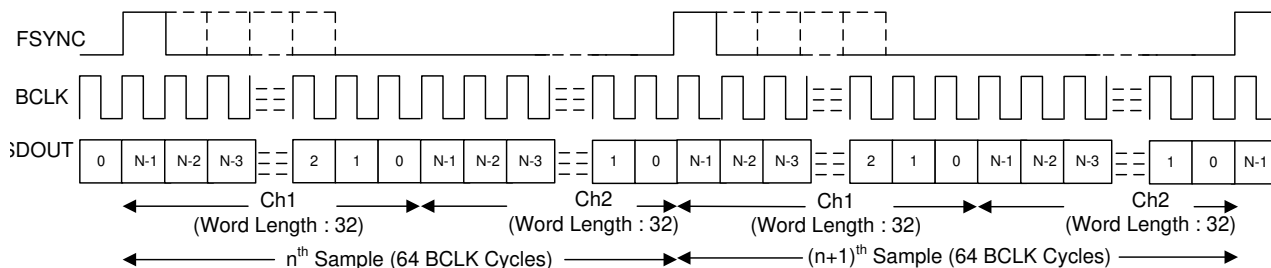 FSYNC
BCLK
SDOUT
0 N-1 N-2 N-3 2 1 0 N-1 N-2 N-3 1 0 N-1 N-2 N-3 2 1 0 N-1 N-2 N-3 1 0 N-1
Ch1 Ch2 Ch1 Ch2
(Word Length : 32) (Word Length : 32) (Word Length : 32) (Word Length : 32)
nth Sample (64 BCLK Cycles) (n+1)th Sample (64 BCLK Cycles)